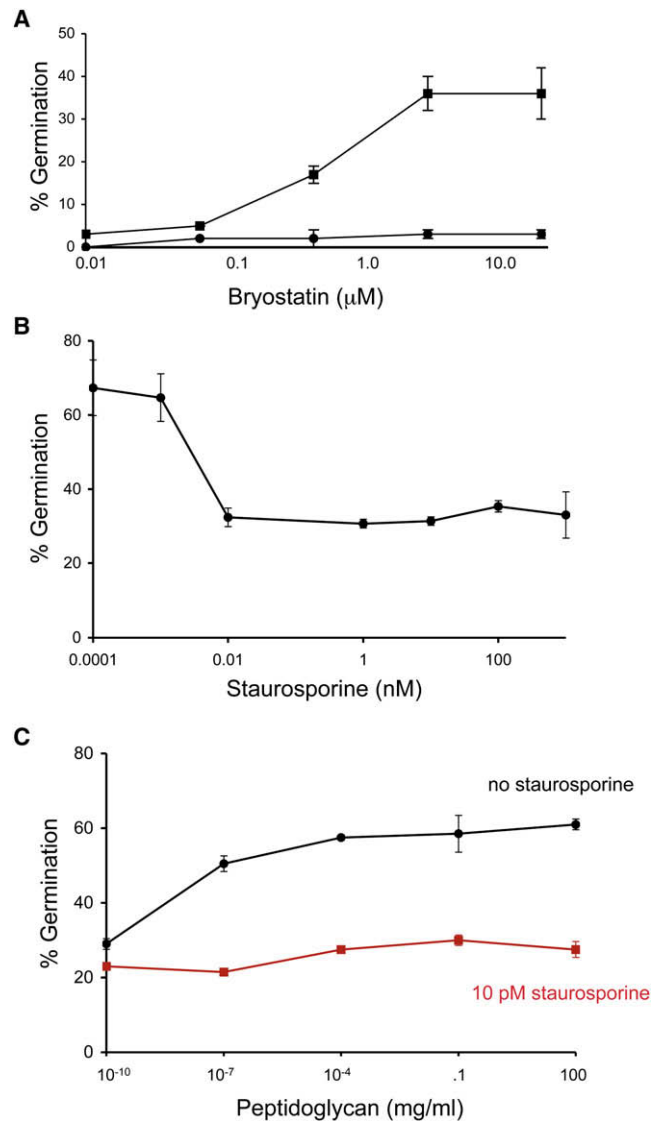 A
50
40
30
20
10
0
% Germination
0.01 0.1 1.0 10.0
Bryostatin (μM)
B
80
60
40
20
0
% Germination
0.0001 0.01 1 100
Staurosporine (nM)
C
80
60
40
20
0
% Germination
no staurosporine
10 pM staurosporine
10⁻¹⁰ 10⁻⁷ 10⁻⁴ .1 100
Peptidoglycan (mg/ml)